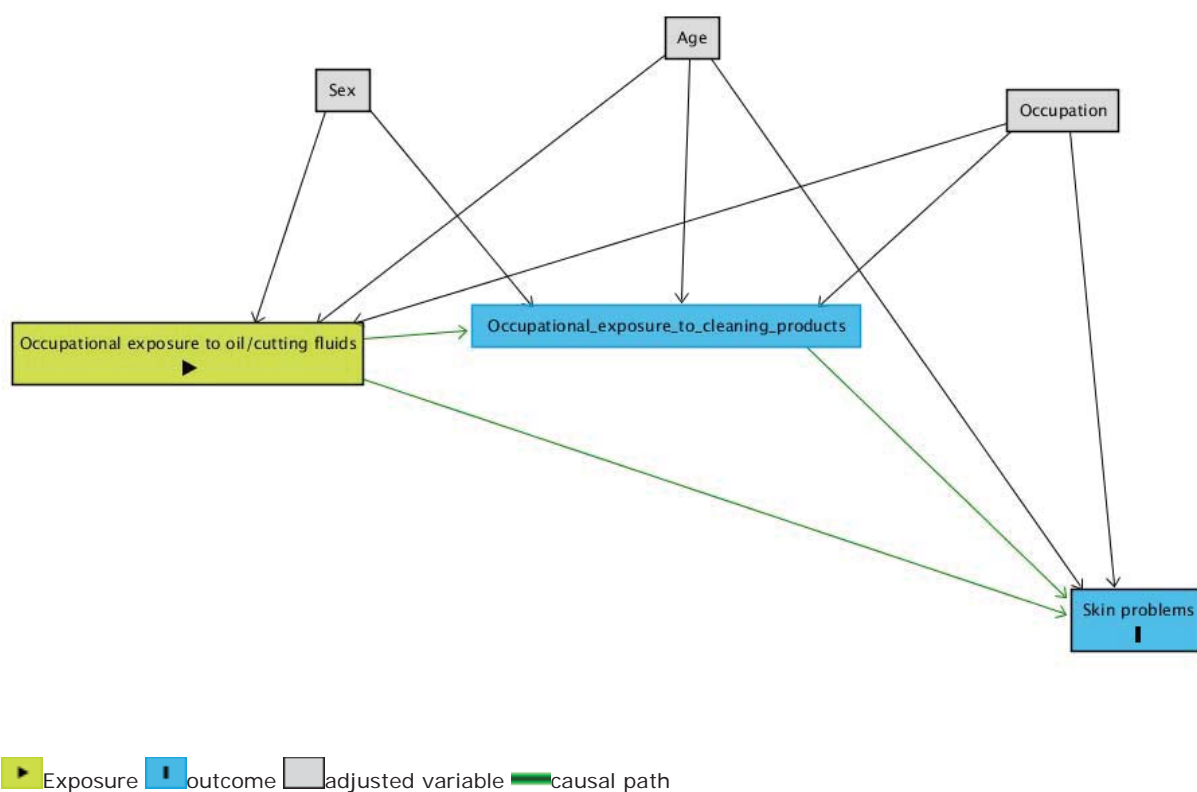 Age
Sex
Occupation
Occupational_exposure_to_cleaning_products
Occupational exposure to oil/cutting fluids
Skin problems
Exposure outcome adjusted variable causal path